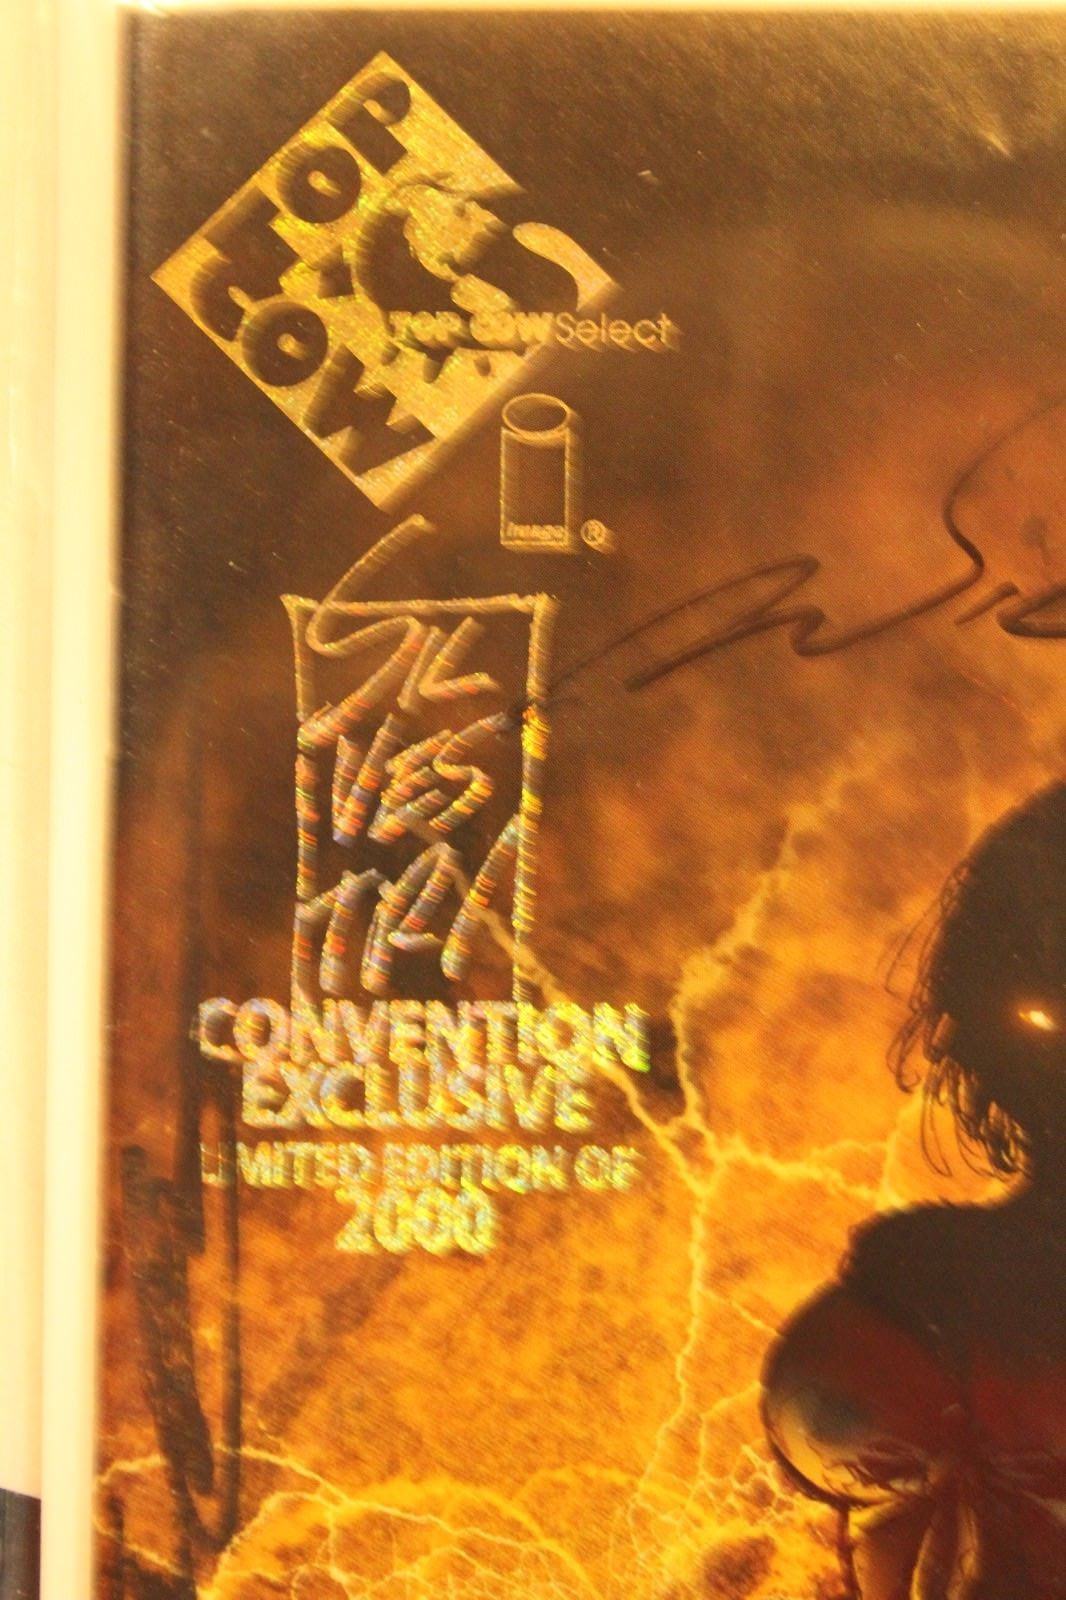 TOP
COW
TOP COW Select
image ®
SIL
VES
TRI
CONVENTION
EXCLUSIVE
LIMITED EDITION OF
2000